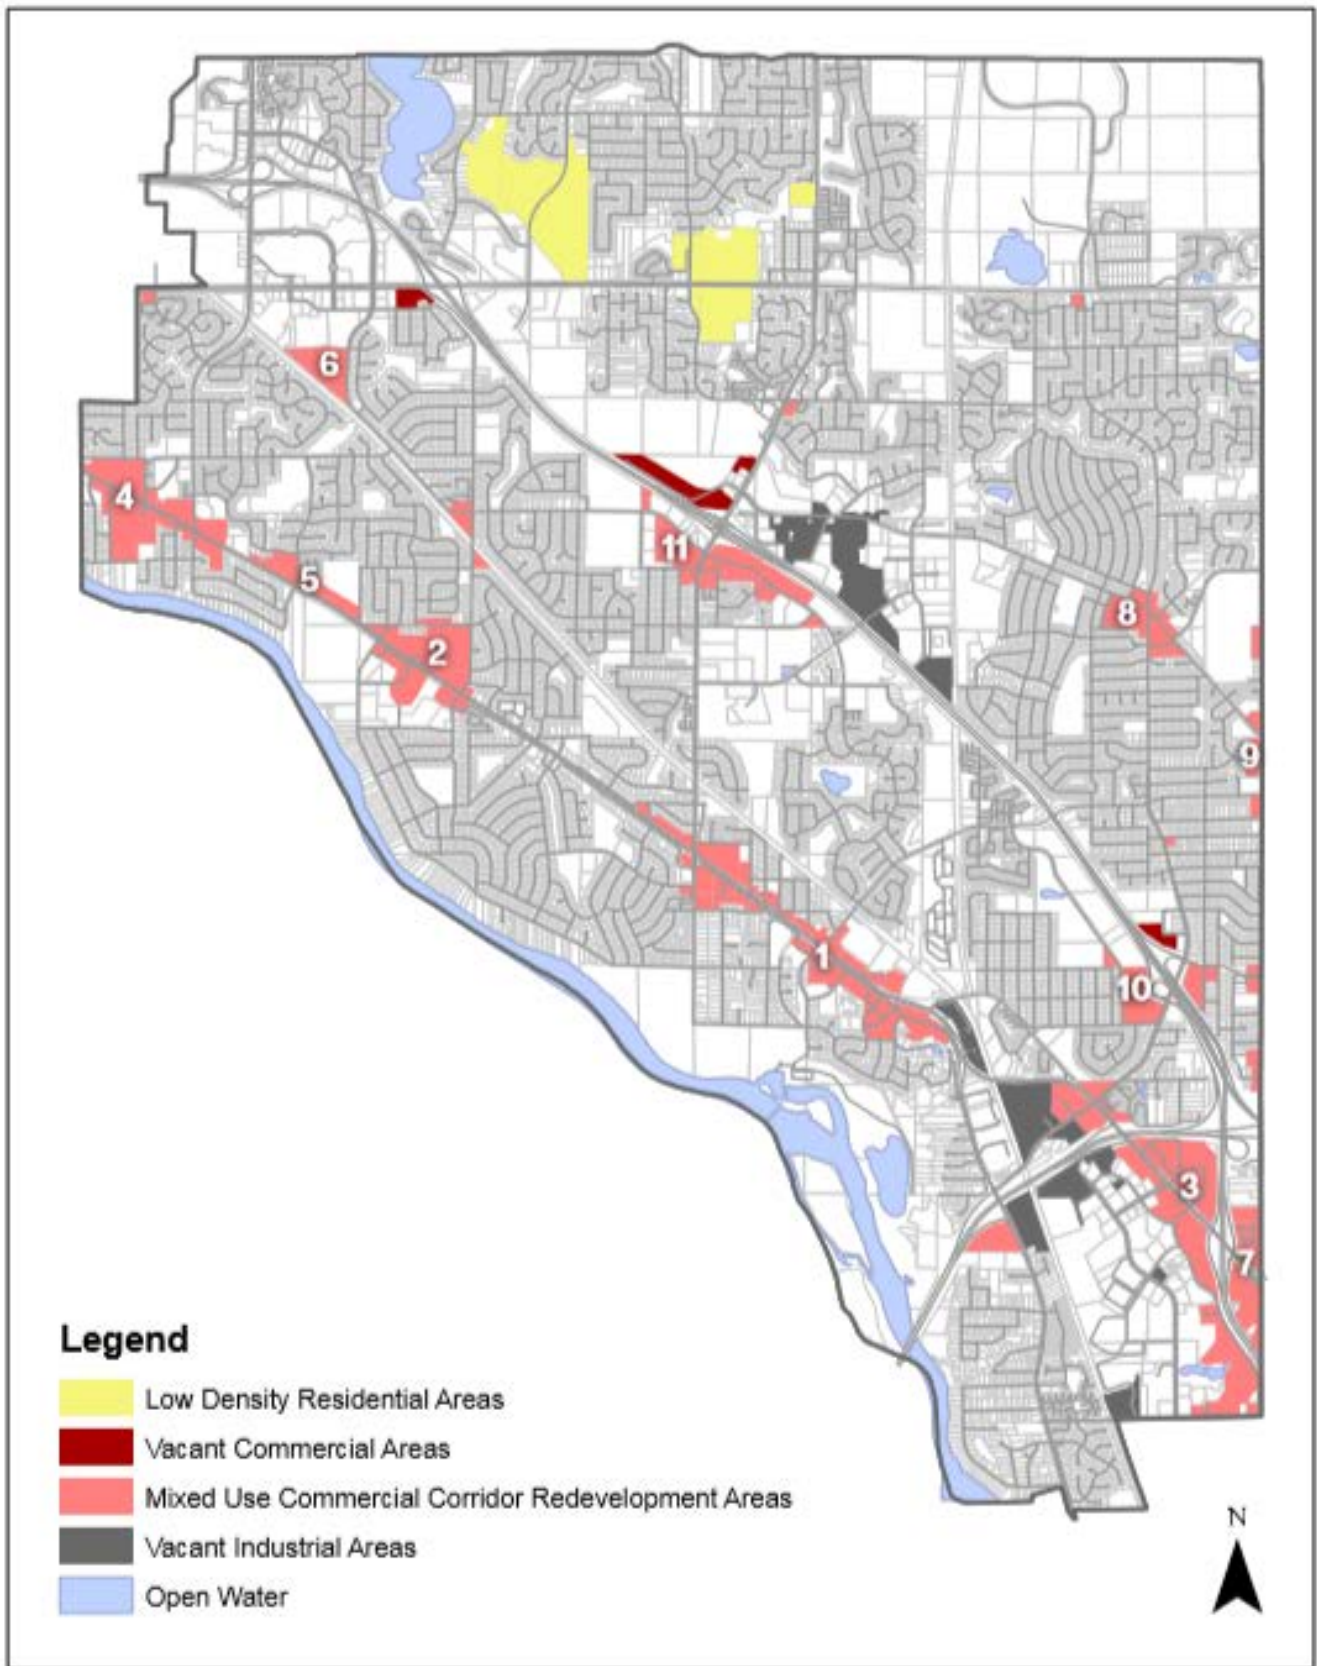 6
4
11
5
8
2
9
1
10
3
7
Legend
Low Density Residential Areas
Vacant Commercial Areas
Mixed Use Commercial Corridor Redevelopment Areas
Vacant Industrial Areas
Open Water
N